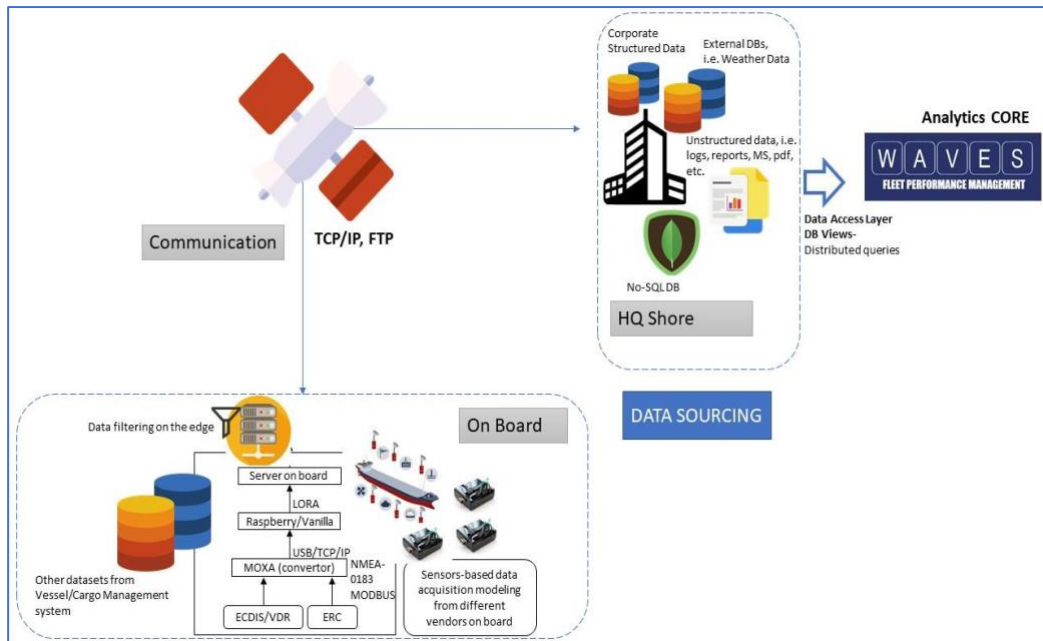 Corporate
Structured Data
External DBs,
i.e. Weather Data
Unstructured data, i.e.
logs, reports, MS, pdf,
etc.
No-SQL DB
HQ Shore
Analytics CORE
WAVES
FLEET PERFORMANCE MANAGEMENT
Data Access Layer
DB Views-
Distributed queries
Communication
TCP/IP, FTP
DATA SOURCING
On Board
Data filtering on the edge
Server on board
LORA
Raspberry/Vanilla
USB/TCP/IP
MOXA (convertor)
NMEA-
0183
MODBUS
ECDIS/VDR
ERC
Other datasets from
Vessel/Cargo Management
system
Sensors-based data
acquisition modeling
from different
vendors on board